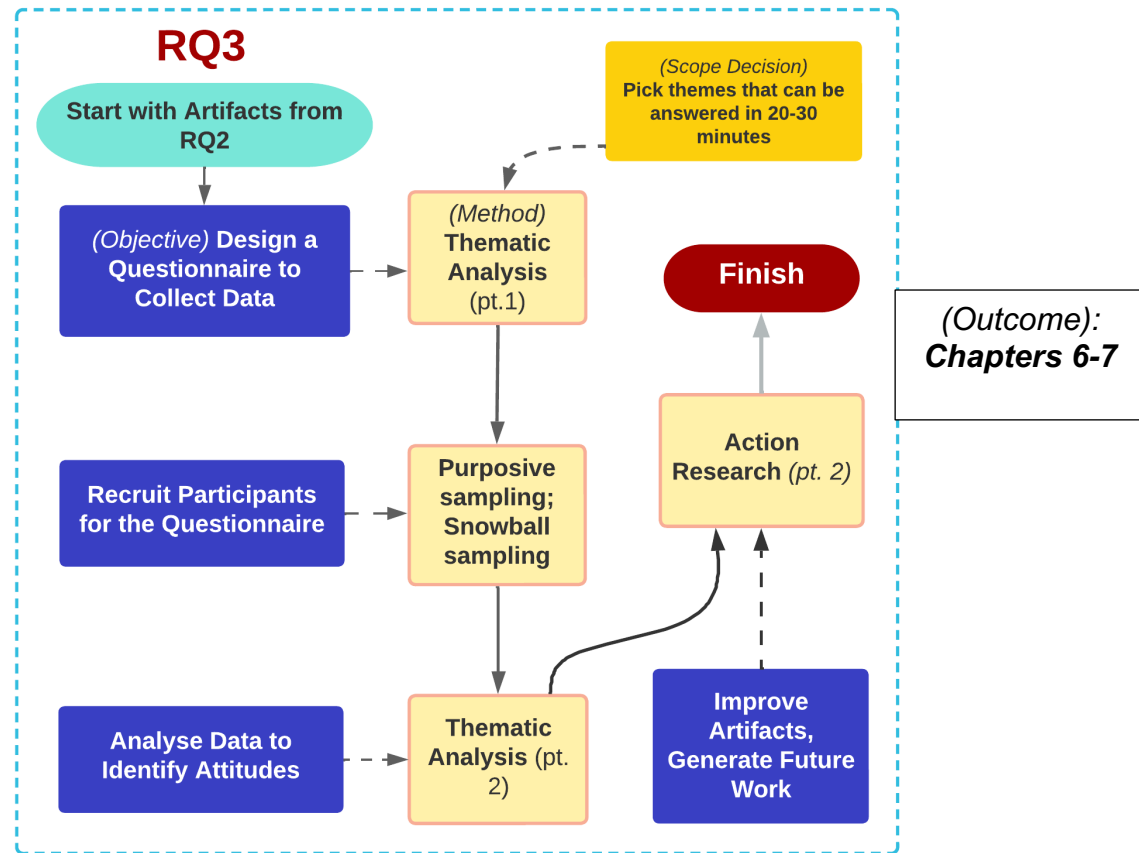 RQ3
Start with Artifacts from
RQ2
(Scope Decision)
Pick themes that can be
answered in 20-30
minutes
(Objective) Design a
Questionnaire to
Collect Data
(Method)
Thematic
Analysis
(pt.1)
Finish
(Outcome):
Chapters 6-7
Recruit Participants
for the Questionnaire
Purposive
sampling;
Snowball
sampling
Action
Research (pt. 2)
Analyse Data to
Identify Attitudes
Thematic
Analysis (pt.
2)
Improve
Artifacts,
Generate Future
Work